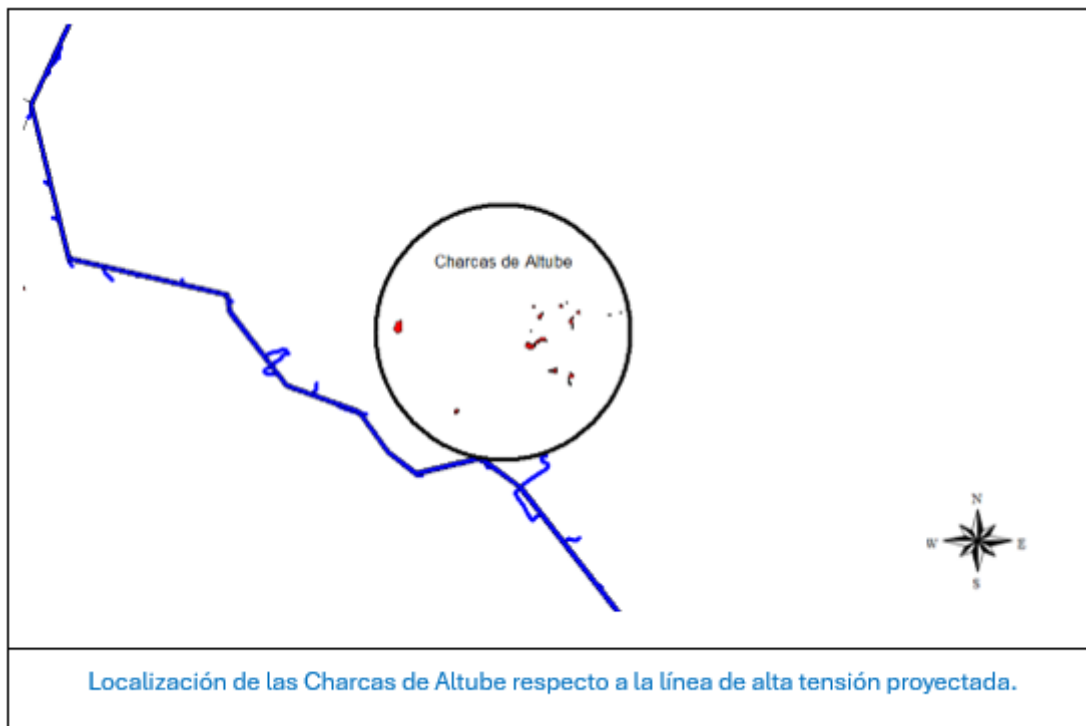 Charcas de Altube
N
W E
S
Localización de las Charcas de Altube respecto a la línea de alta tensión proyectada.